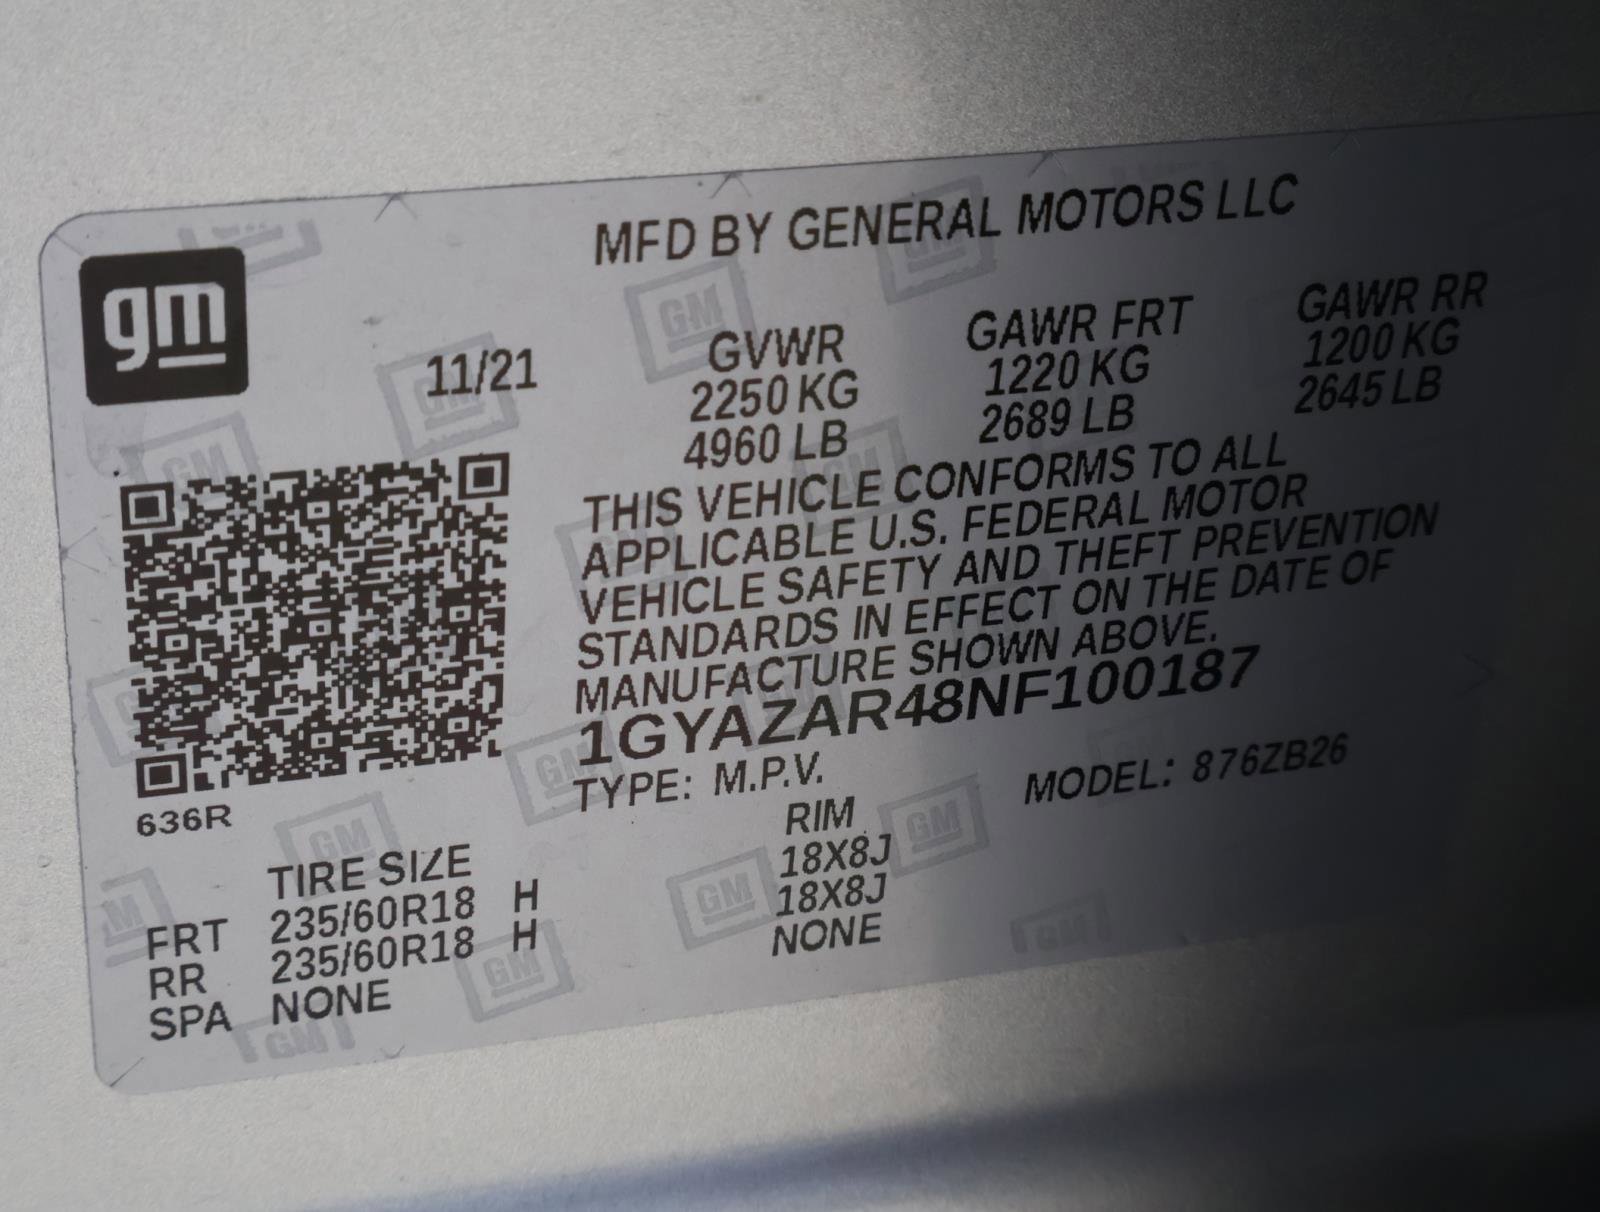 MFD BY GENERAL MOTORS LLC
gm
11/21
GVWR
2250 KG
4960 LB
GAWR FRT
1220 KG
2689 LB
GAWR RR
1200 KG
2645 LB
THIS VEHICLE CONFORMS TO ALL
APPLICABLE U.S. FEDERAL MOTOR
VEHICLE SAFETY AND THEFT PREVENTION
STANDARDS IN EFFECT ON THE DATE OF
MANUFACTURE SHOWN ABOVE.
1GYAZAR48NF100187
TYPE: M.P.V.
MODEL: 876ZB26
636R
TIRE SIZE
RIM
FRT 235/60R18 H 18X8J
RR 235/60R18 H 18X8J
SPA NONE NONE